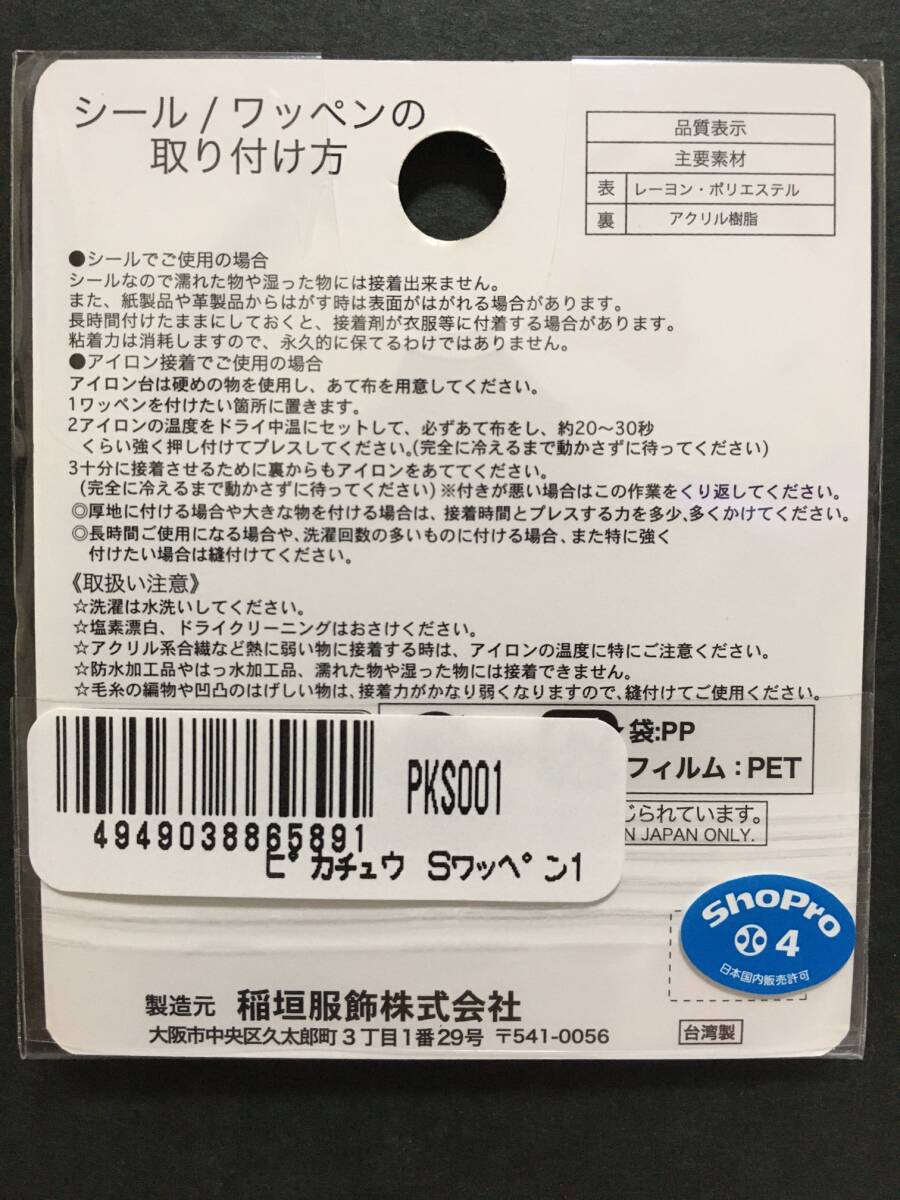 シール / ワッペンの
取り付け方
品質表示
主要素材
表 レーヨン・ポリエステル
裏 アクリル樹脂
●シールでご使用の場合
シールなので濡れた物や湿った物には接着出来ません。
また、紙製品や革製品からはがす時は表面がはがれる場合があります。
長時間付けたままにしておくと、接着剤が衣服等に付着する場合があります。
粘着力は消耗しますので、永久的に保てるわけではありません。
●アイロン接着でご使用の場合
アイロン台は硬めの物を使用し、あて布を用意してください。
1ワッペンを付けたい箇所に置きます。
2アイロンの温度をドライ中温にセットして、必ずあて布をし、約20～30秒
くらい強く押し付けてプレスしてください。(完全に冷えるまで動かさずに待ってください)
3十分に接着させるために裏からもアイロンをあててください。
(完全に冷えるまで動かさずに待ってください)※付きが悪い場合はこの作業をくり返してください。
◎厚地に付ける場合や大きな物を付ける場合は、接着時間とプレスする力を多少、多くかけてください。
◎長時間ご使用になる場合や、洗濯回数の多いものに付ける場合、また特に強く
付けたい場合は縫付けてください。
《取扱い注意》
☆洗濯は水洗いしてください。
☆塩素漂白、ドライクリーニングはおさけください。
☆アクリル系合繊など熱に弱い物に接着する時は、アイロンの温度に特にご注意ください。
☆防水加工品やはっ水加工品、濡れた物や湿った物には接着できません。
☆毛糸の編物や凹凸のはげしい物は、接着力がかなり弱くなりますので、縫付けてご使用ください。
袋:PP
フィルム:PET
じられています。
N JAPAN ONLY.
PKS001
4949038865891
ピカチュウ Sワッペン1
ShoPro
4
日本国内販売許可
製造元 稲垣服飾株式会社
大阪市中央区久太郎町3丁目1番29号 〒541-0056
台湾製